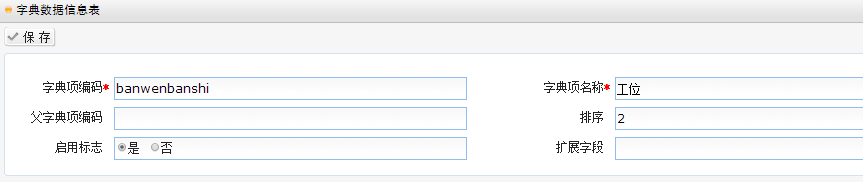 字典数据信息表
保 存
字典项编码* banwenbanshi 字典项名称* 工位
父字典项编码 排序 2
启用标志 是 否 扩展字段